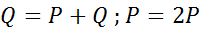 Q = P + Q ; P = 2P